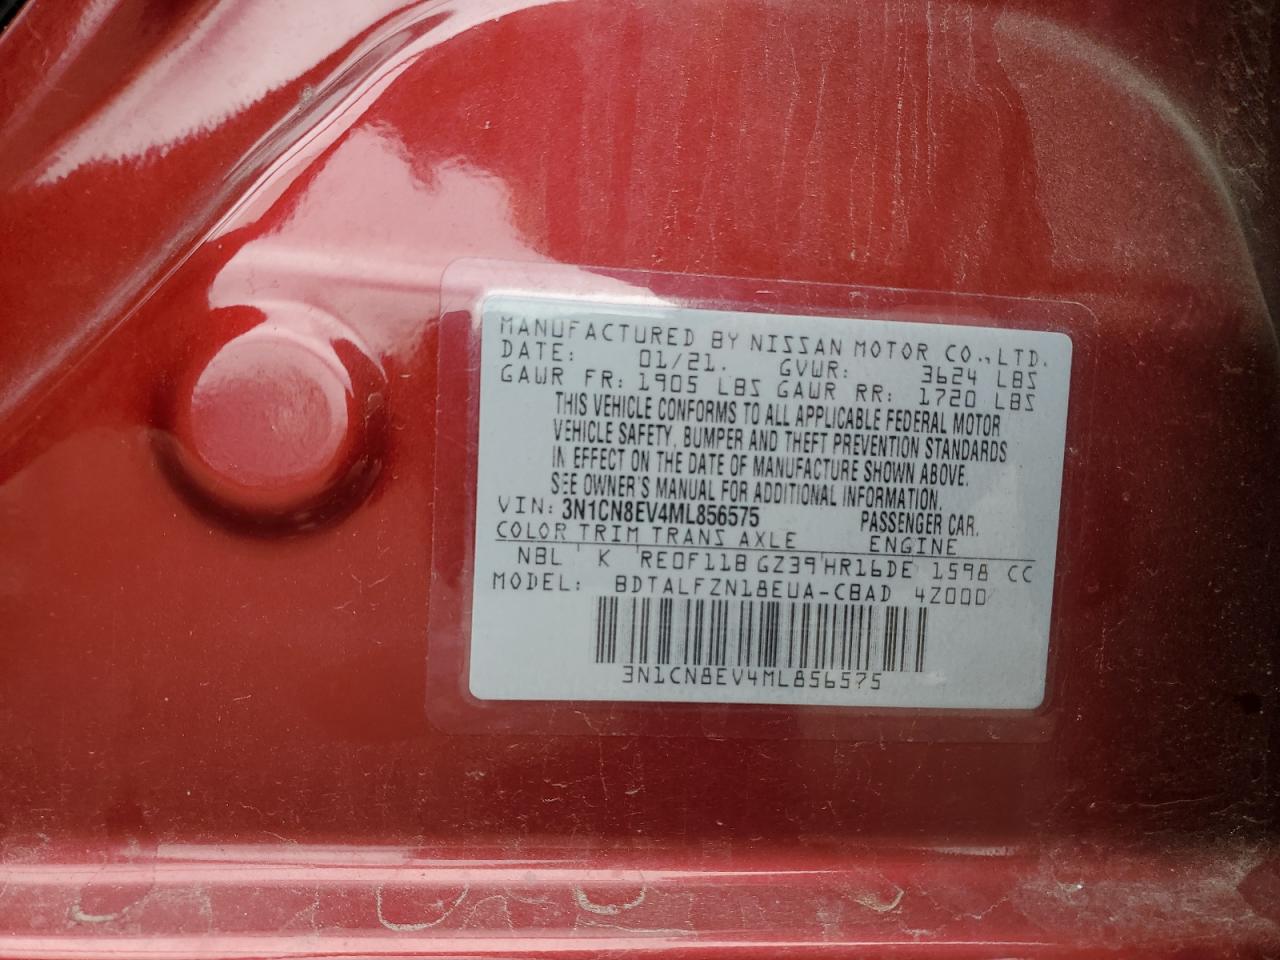 MANUFACTURED BY NISSAN MOTOR CO.,LTD.
DATE: 01/21. GVWR: 3624 LBS
GAWR FR: 1905 LBS GAWR RR: 1720 LBS
THIS VEHICLE CONFORMS TO ALL APPLICABLE FEDERAL MOTOR
VEHICLE SAFETY, BUMPER AND THEFT PREVENTION STANDARDS
IN EFFECT ON THE DATE OF MANUFACTURE SHOWN ABOVE.
SEE OWNER'S MANUAL FOR ADDITIONAL INFORMATION.
VIN: 3N1CN8EV4ML856575 PASSENGER CAR.
COLOR TRIM TRANS AXLE ENGINE
NBL ' K 'RE0F11B GZ39'HR16DE 1598 CC
MODEL: BDTALFZN18EUA-CBAD 4Z000
3N1CN8EV4ML856575